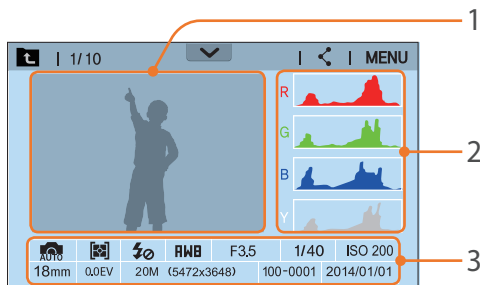 1
1/10 MENU
R
G
2
B
Y
AUTO AWB F3.5 1/40 ISO 200
3
18mm 0.0EV 20M (5472x3648) 100-0001 2014/01/01